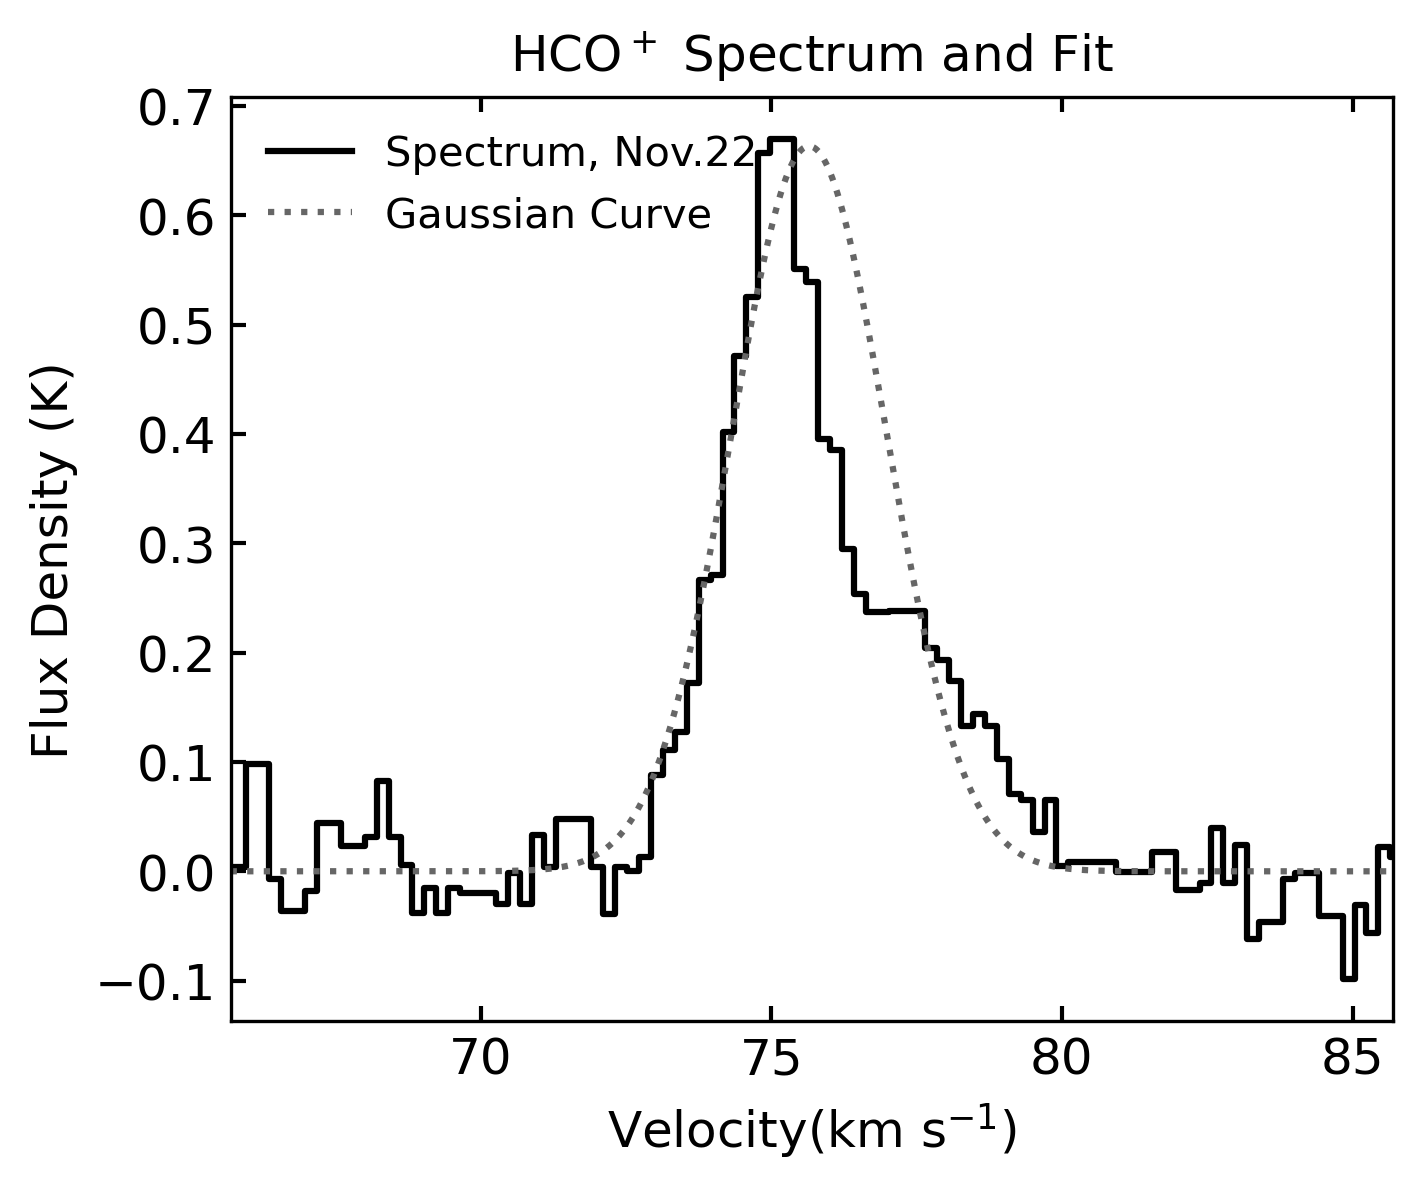 HCO⁺ Spectrum and Fit
Spectrum, Nov.22
Gaussian Curve
0.7
0.6
0.5
0.4
0.3
0.2
0.1
0.0
−0.1
Flux Density (K)
70 75 80 85
Velocity(km s⁻¹)